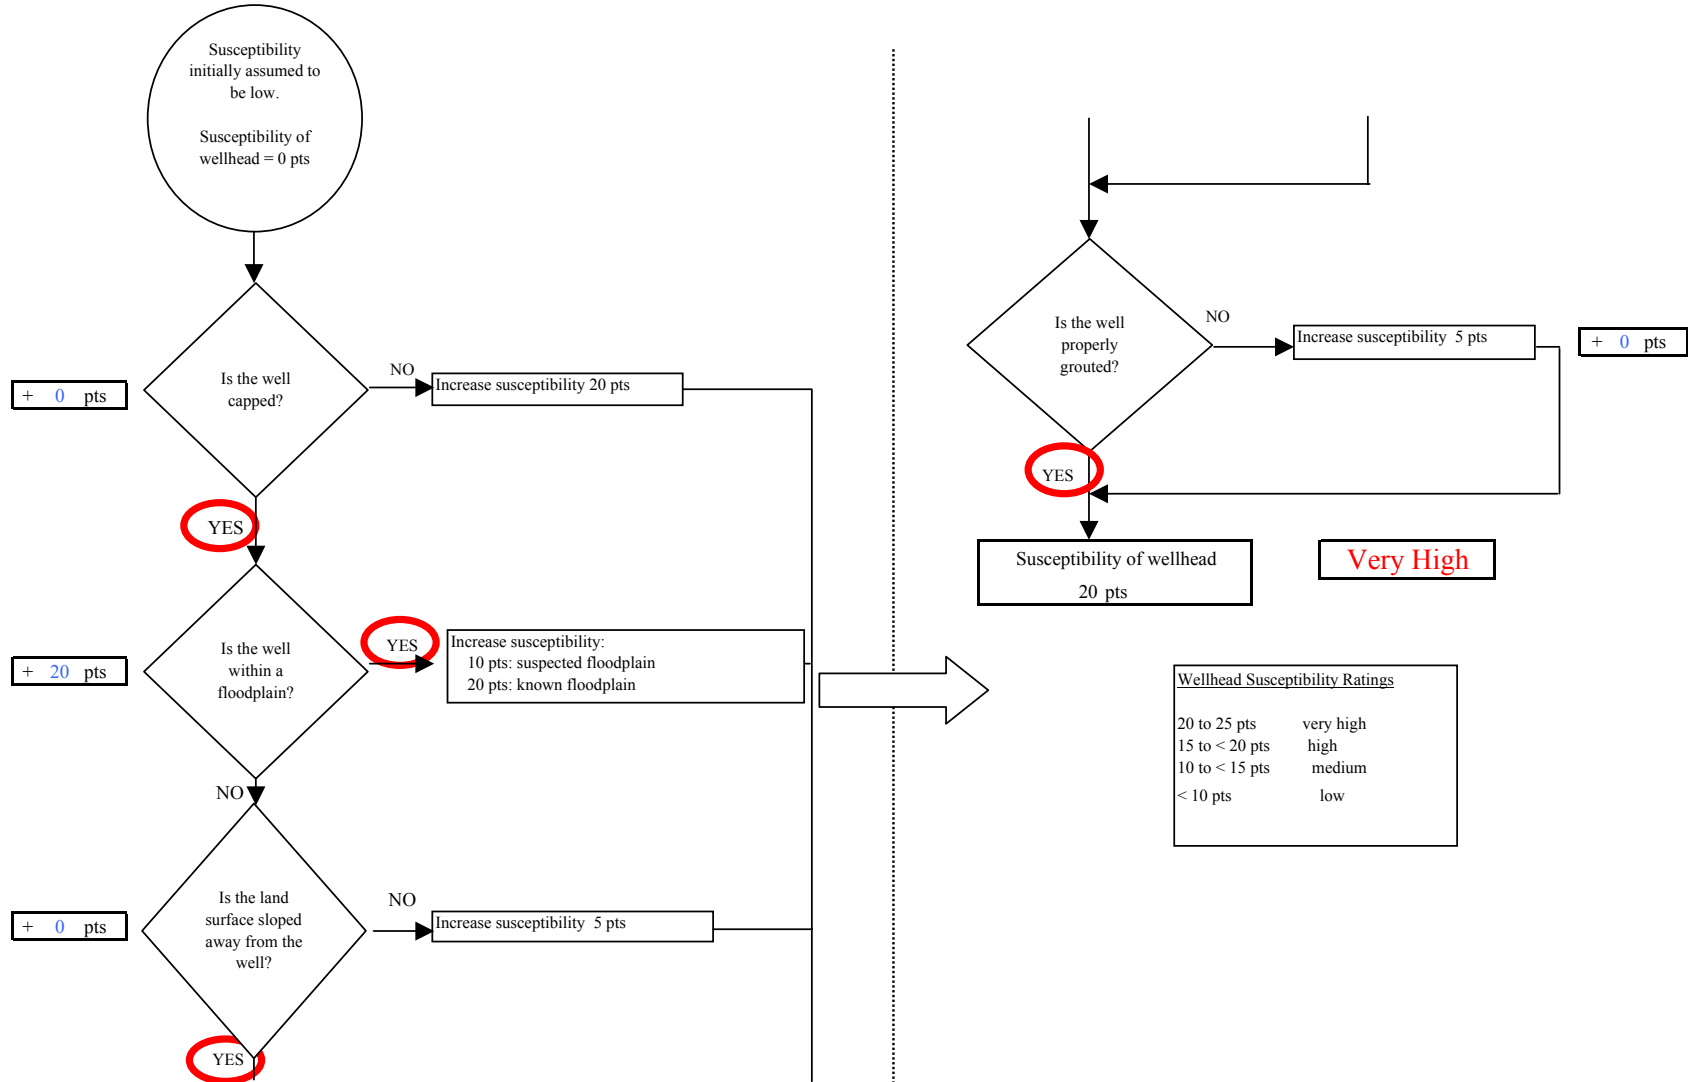 Susceptibility
initially assumed to
be low.
Susceptibility of
wellhead = 0 pts
Is the well
capped?
NO
Increase susceptibility 20 pts
+ 0 pts
YES
Is the well
within a
floodplain?
YES
Increase susceptibility:
10 pts: suspected floodplain
20 pts: known floodplain
+ 20 pts
NO
Is the land
surface sloped
away from the
well?
NO
Increase susceptibility 5 pts
+ 0 pts
YES
Is the well
properly
grouted?
NO
Increase susceptibility 5 pts
+ 0 pts
YES
Susceptibility of wellhead
20 pts
Very High
Wellhead Susceptibility Ratings
20 to 25 pts very high
15 to < 20 pts high
10 to < 15 pts medium
< 10 pts low